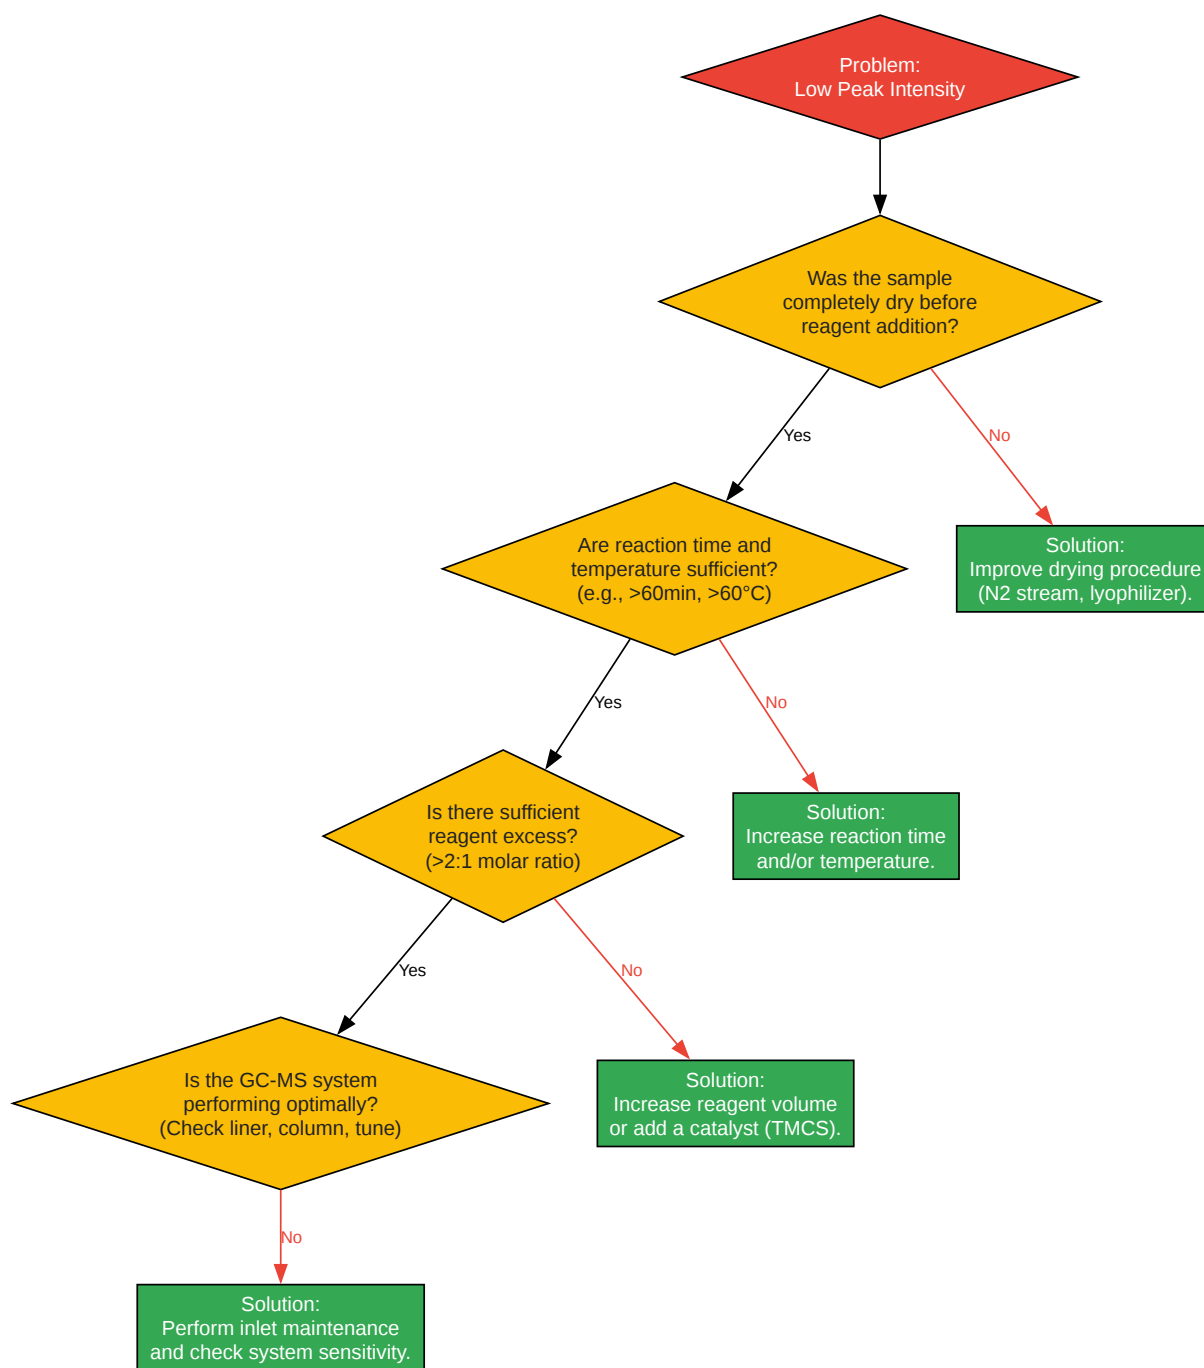 Problem:
Low Peak Intensity
Was the sample
completely dry before
reagent addition?
Yes
No
Are reaction time and
temperature sufficient?
(e.g., >60min, >60°C)
Solution:
Improve drying procedure
(N2 stream, lyophilizer).
Yes
No
Is there sufficient
reagent excess?
(>2:1 molar ratio)
Solution:
Increase reaction time
and/or temperature.
Yes
No
Is the GC-MS system
performing optimally?
(Check liner, column, tune)
Solution:
Increase reagent volume
or add a catalyst (TMCS).
No
Solution:
Perform inlet maintenance
and check system sensitivity.